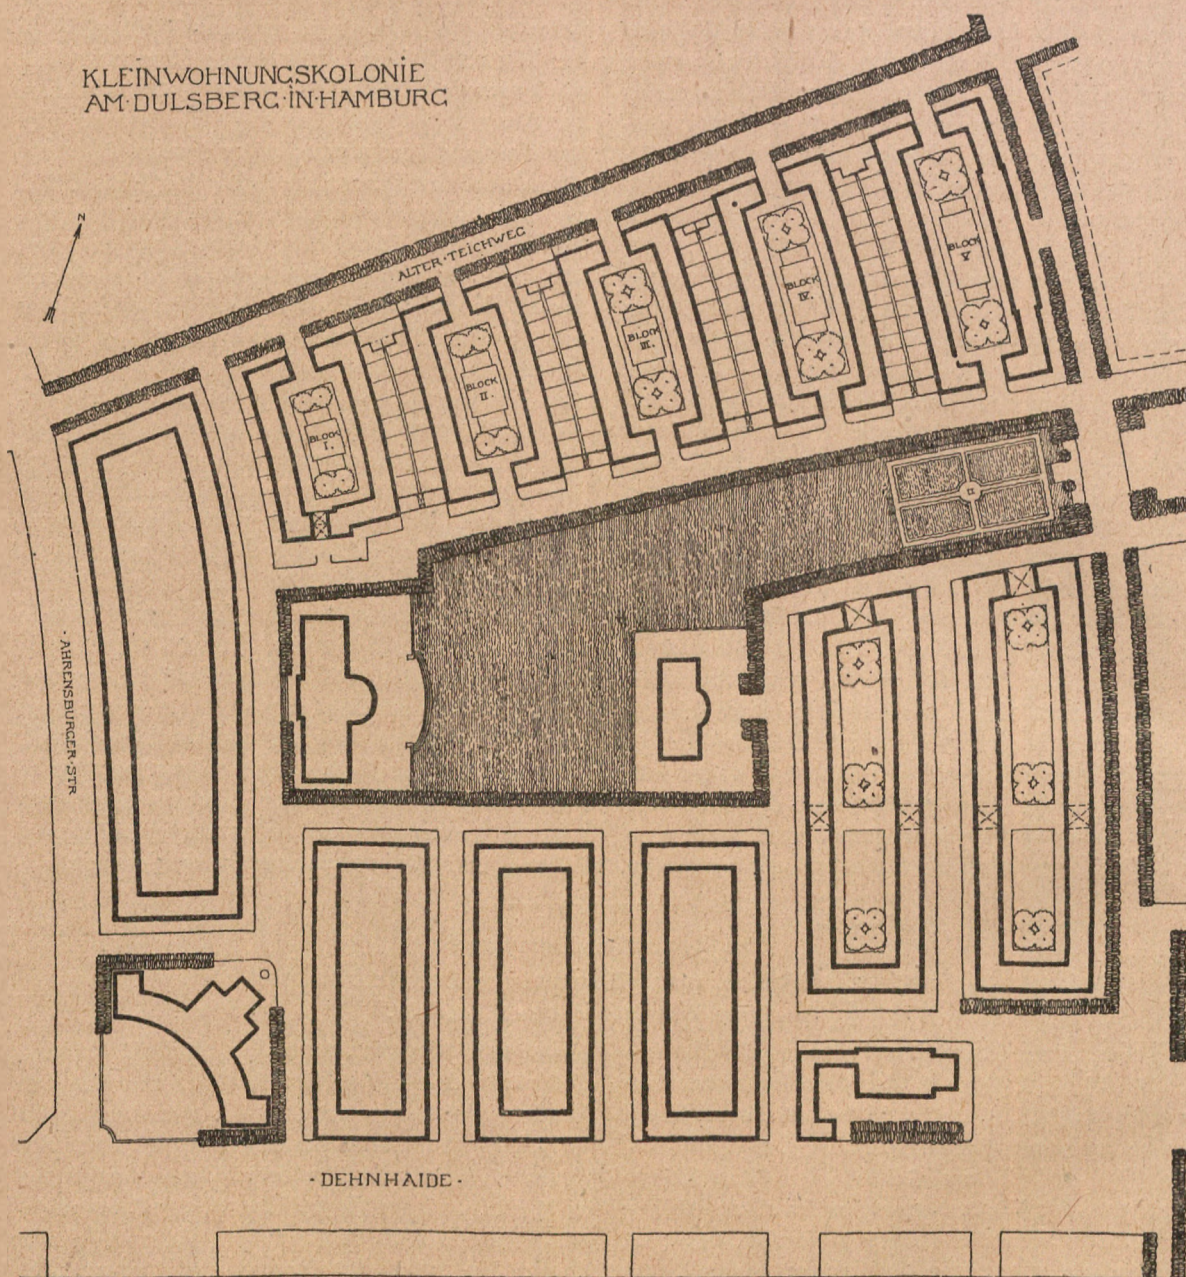 KLEINWOHNUNGSKOLONIE
AM·DULSBERG·IN·HAMBURG
N
ALTER·TEICHWEG
BLOCK
I.
BLOCK
II.
BLOCK
III.
BLOCK
IV.
BLOCK
V
·AHRENSBURGER·STR
·DEHNHAIDE·